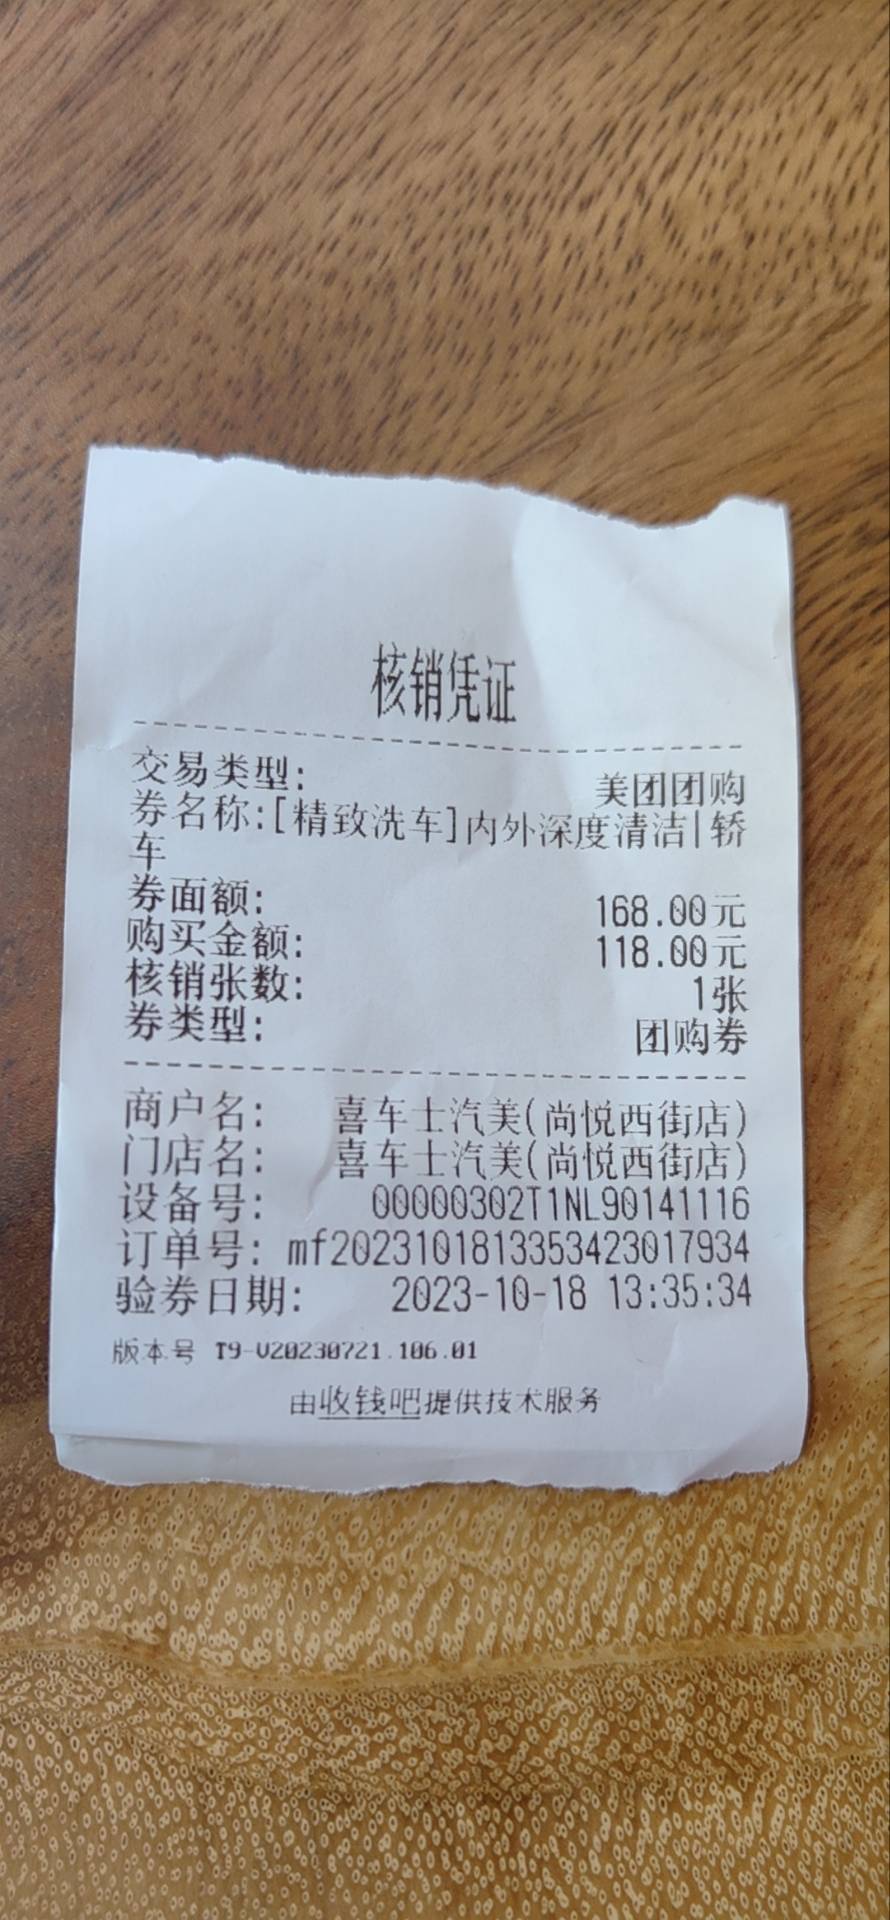 核销凭证
交易类型: 美团团购
券名称:[精致洗车]内外深度清洁|轿
车
券面额: 168.00元
购买金额: 118.00元
核销张数: 1张
券类型: 团购券
商户名: 喜车士汽美(尚悦西街店)
门店名: 喜车士汽美(尚悦西街店)
设备号: 00000302T1NL90141116
订单号: mf2023101813353423017934
验券日期: 2023-10-18 13:35:34
版本号 T9-V20230721.106.01
由收钱吧提供技术服务